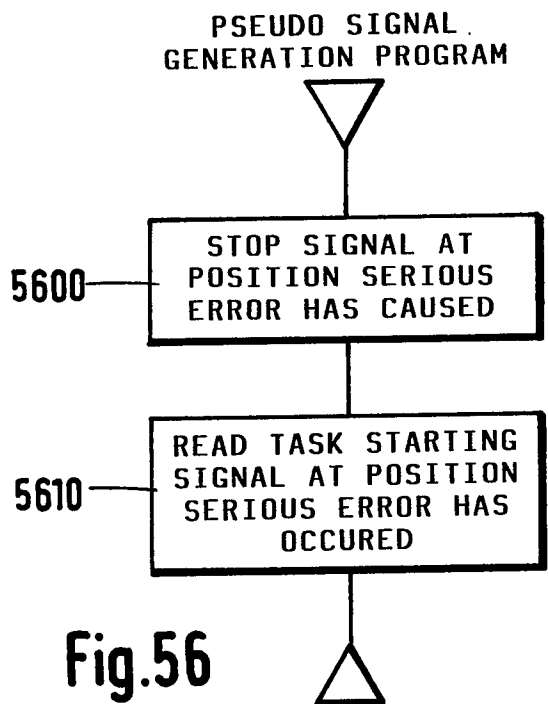 PSEUDO SIGNAL
GENERATION PROGRAM
STOP SIGNAL AT
POSITION SERIOUS
ERROR HAS CAUSED
5600
READ TASK STARTING
SIGNAL AT POSITION
SERIOUS ERROR HAS
OCCURED
5610
Fig.56